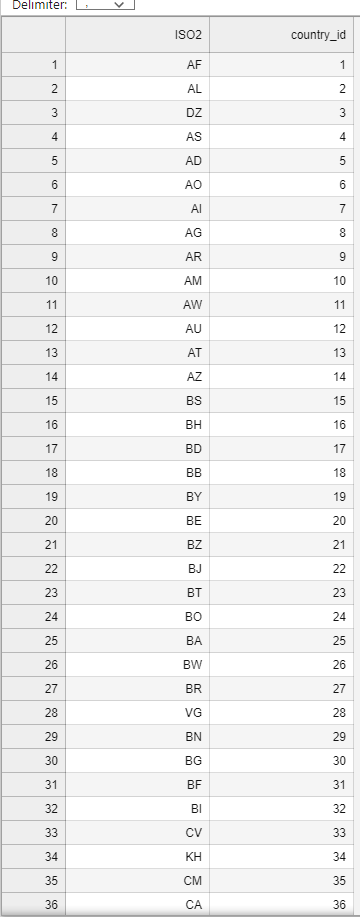 Delimiter: ,
ISO2 country_id
1 AF 1
2 AL 2
3 DZ 3
4 AS 4
5 AD 5
6 AO 6
7 AI 7
8 AG 8
9 AR 9
10 AM 10
11 AW 11
12 AU 12
13 AT 13
14 AZ 14
15 BS 15
16 BH 16
17 BD 17
18 BB 18
19 BY 19
20 BE 20
21 BZ 21
22 BJ 22
23 BT 23
24 BO 24
25 BA 25
26 BW 26
27 BR 27
28 VG 28
29 BN 29
30 BG 30
31 BF 31
32 BI 32
33 CV 33
34 KH 34
35 CM 35
36 CA 36